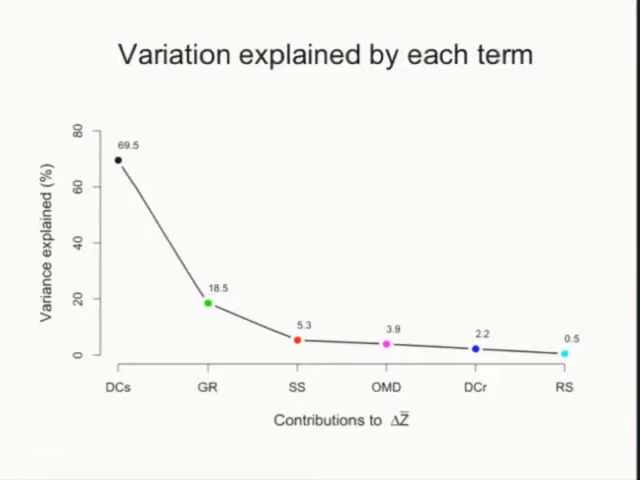 Variation explained by each term
80
60
40
20
0
Variance explained (%)
69.5
18.5
5.3
3.9
2.2
0.5
DCs GR SS OMD DCr RS
Contributions to ΔZ̅